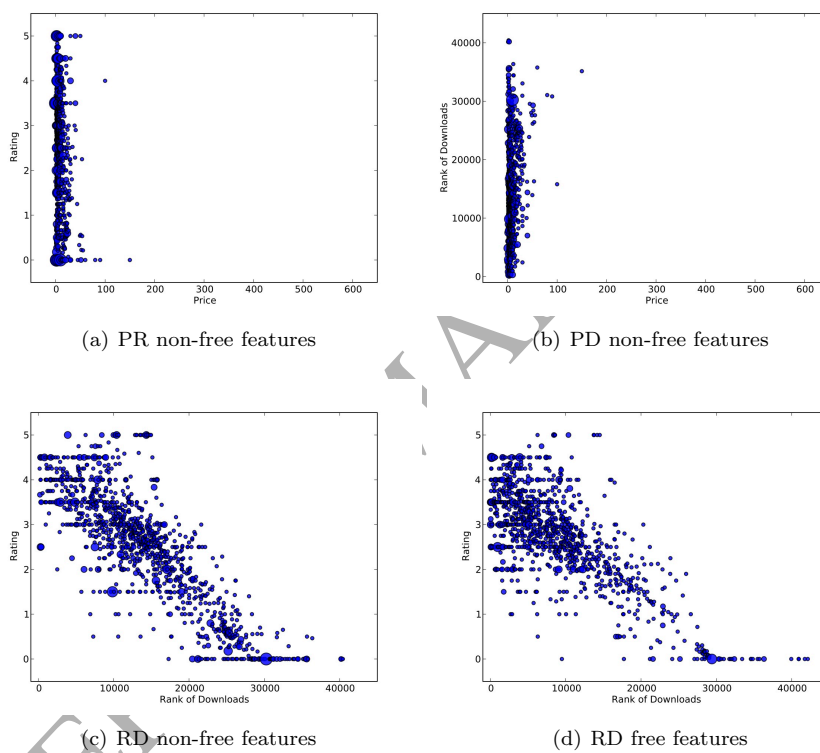 5
4
3
2
1
0
Rating
0 100 200 300 400 500 600
Price
(a) PR non-free features
40000
30000
20000
10000
0
Rank of Downloads
0 100 200 300 400 500 600
Price
(b) PD non-free features
5
4
3
2
1
0
Rating
0 10000 20000 30000 40000
Rank of Downloads
(c) RD non-free features
5
4
3
2
1
0
Rating
0 10000 20000 30000 40000
Rank of Downloads
(d) RD free features